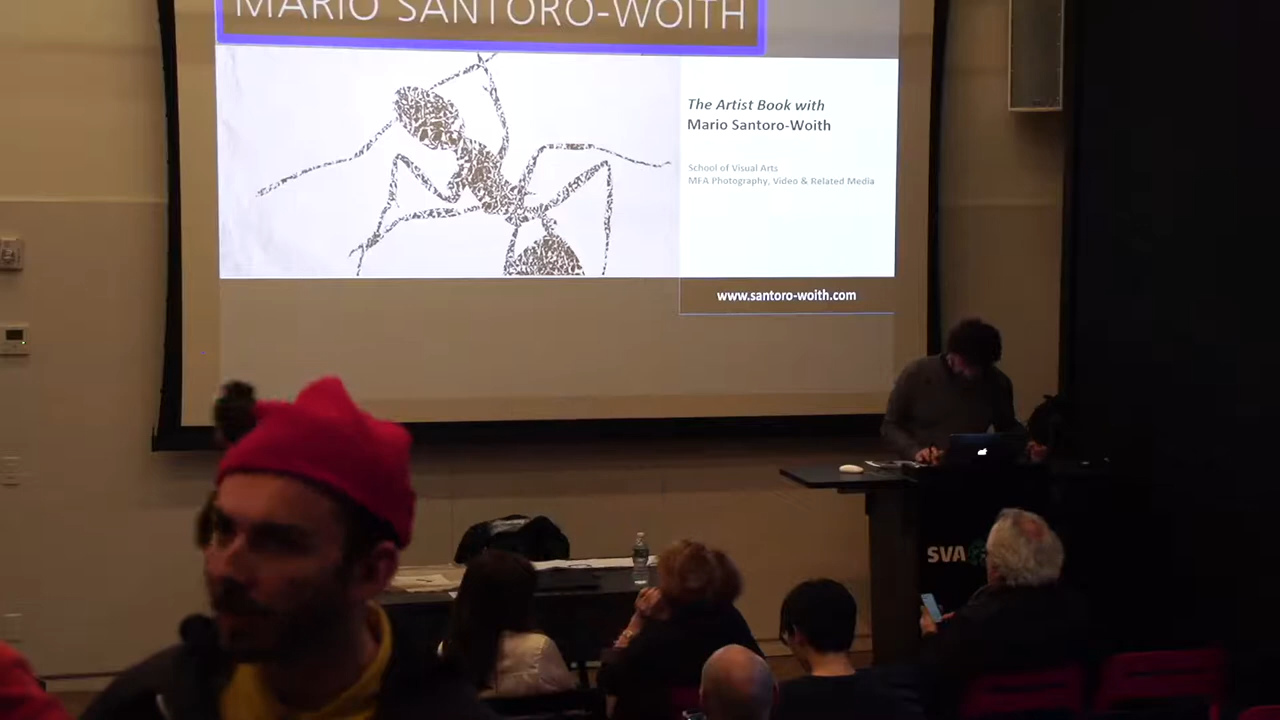 MARIO SANTORO-WOITH
The Artist Book with
Mario Santoro-Woith
School of Visual Arts
MFA Photography, Video & Related Media
www.santoro-woith.com
SVA